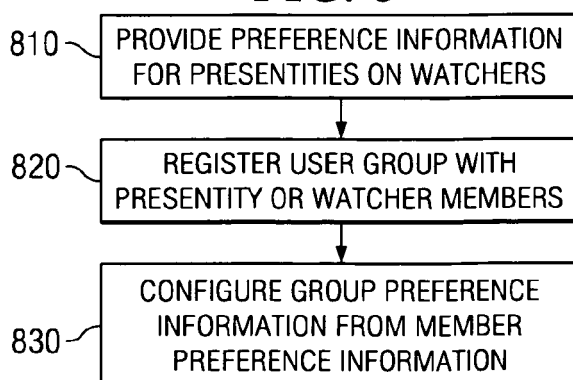 810
PROVIDE PREFERENCE INFORMATION
FOR PRESENTITIES ON WATCHERS
820
REGISTER USER GROUP WITH
PRESENTITY OR WATCHER MEMBERS
830
CONFIGURE GROUP PREFERENCE
INFORMATION FROM MEMBER
PREFERENCE INFORMATION